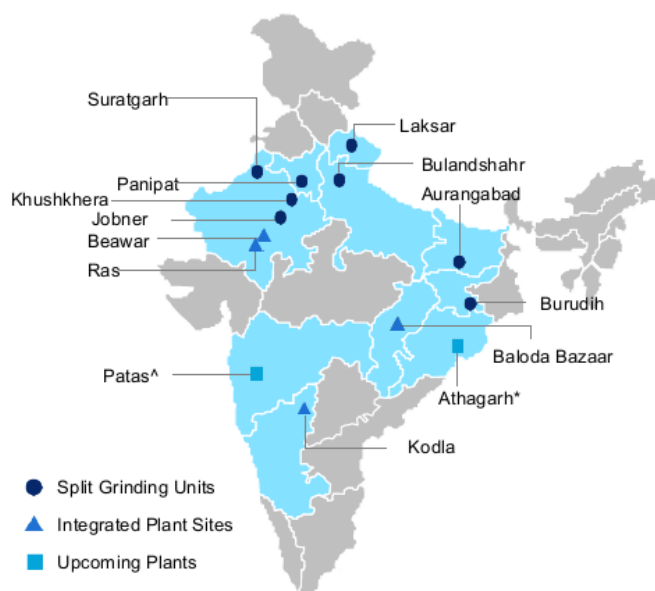 Suratgarh
Laksar
Bulandshahr
Panipat
Aurangabad
Khushkhera
Jobner
Beawar
Ras
Burudih
Baloda Bazaar
Patas^
Athagarh*
Kodla
Split Grinding Units
Integrated Plant Sites
Upcoming Plants